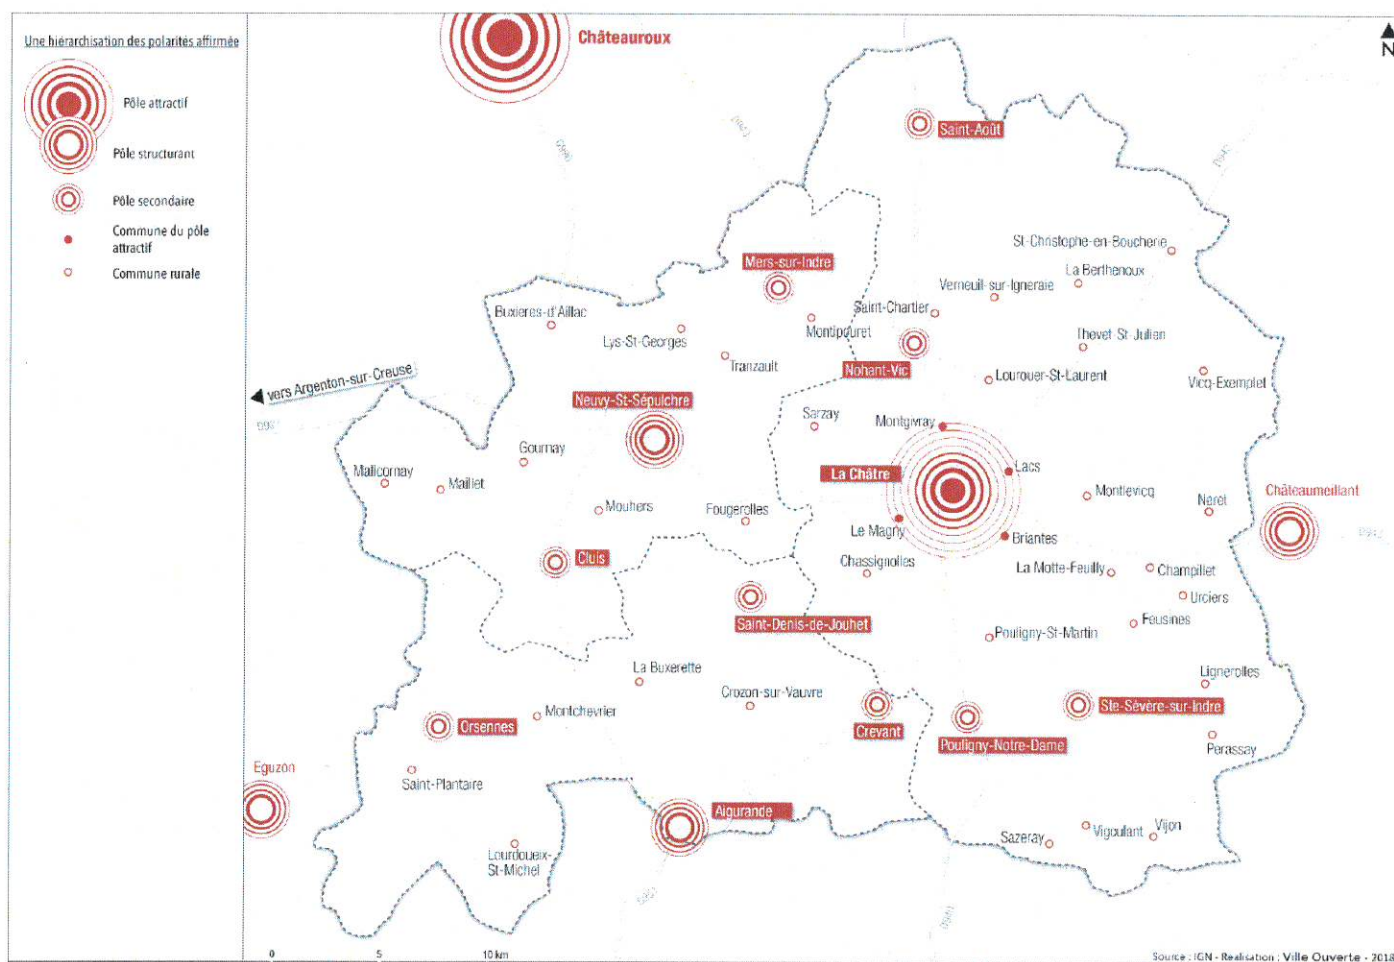 Une hiérarchisation des polarités affirmée
Pôle attractif
Pôle structurant
Pôle secondaire
Commune du pôle
attractif
Commune rurale
Châteauroux
N
Saint-Août
D940
D943
D940
St-Christophe-en-Boucherie
La Berthenoux
Verneuil-sur-Igneraie
Mers-sur-Indre
Saint-Chartier
Buxieres-d'Aillac
Lys-St-Georges
Montipouret
Tranzault
Thevet-St-Julien
Nohant-Vic
Lourouer-St-Laurent
Vicq-Exemplet
vers Argenton-sur-Creuse
Neuvy-St-Sépulchre
Sarzay
Montgivray
Gournay
Malicornay
Maillet
La Châtre
Lacs
Montlevicq
Neret
Châteaumeillant
Mouhers
Fougerolles
Le Magny
Briantes
Cluis
Chassignolles
La Motte-Feuilly
Champillet
Urciers
Saint-Denis-de-Jouhet
Pouligny-St-Martin
Feusines
La Buxerette
Crozon-sur-Vauvre
Lignerolles
Orsennes
Montchevrier
Crevant
Pouligny-Notre-Dame
Ste-Sévère-sur-Indre
Perassay
Eguzon
Saint-Plantaire
Aigurande
Lourdoueix-
St-Michel
Sazeray
Vigoulant
Vijon
0 5 10 km
Source : IGN - Realisation : Ville Ouverte - 2018